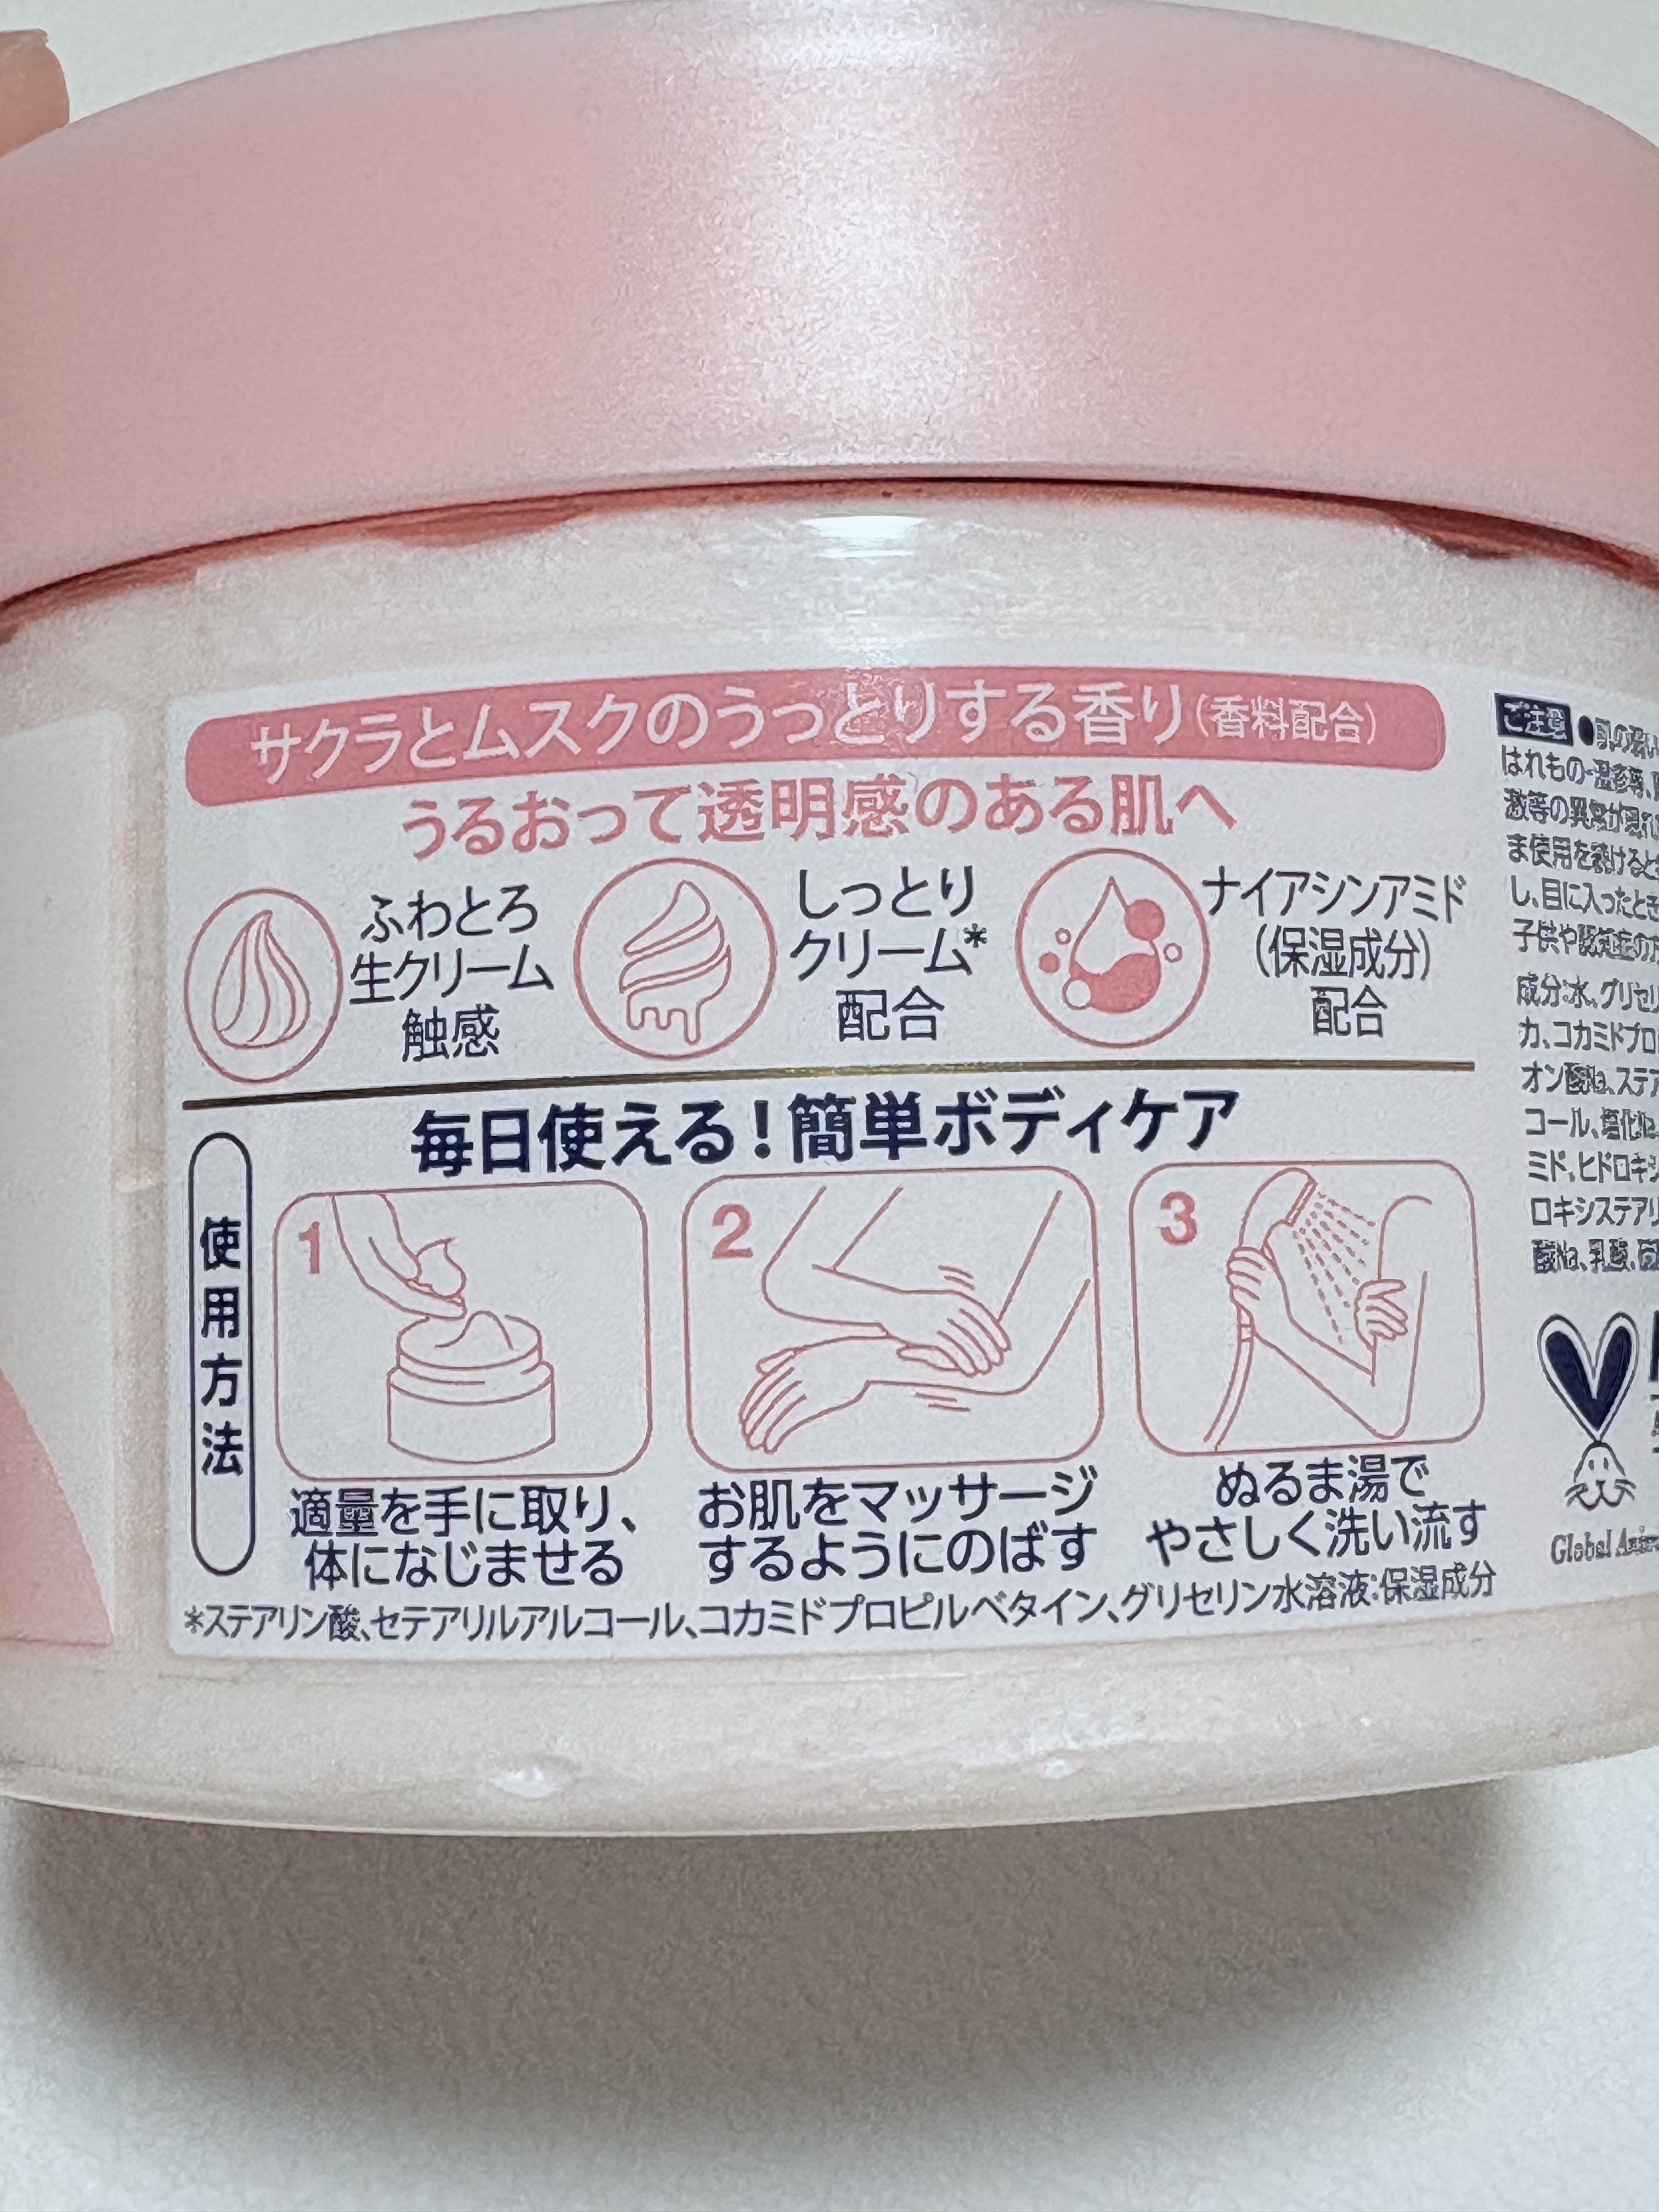 サクラとムスクのうっとりする香り(香料配合)
うるおって透明感のある肌へ
ふわとろ
生クリーム
触感
しっとり
クリーム*
配合
ナイアシンアミド
(保湿成分)
配合
毎日使える!簡単ボディケア
使用方法
1
適量を手に取り、
体になじませる
2
お肌をマッサージ
するようにのばす
3
ぬるま湯で
やさしく洗い流す
*ステアリン酸、セテアリルアルコール、コカミドプロピルベタイン、グリセリン水溶液:保湿成分
ご注意
はれもの・湿疹等、
ま使用を続けると
し、目に入ったとき
子供や認知症の方
成分:水、グリセリ
カ、コカミドプロ
オン酸Na、ステア
コール、塩化Na、
ミド、ヒドロキシ
ロキシステアリ
酸Na、乳酸、
Global